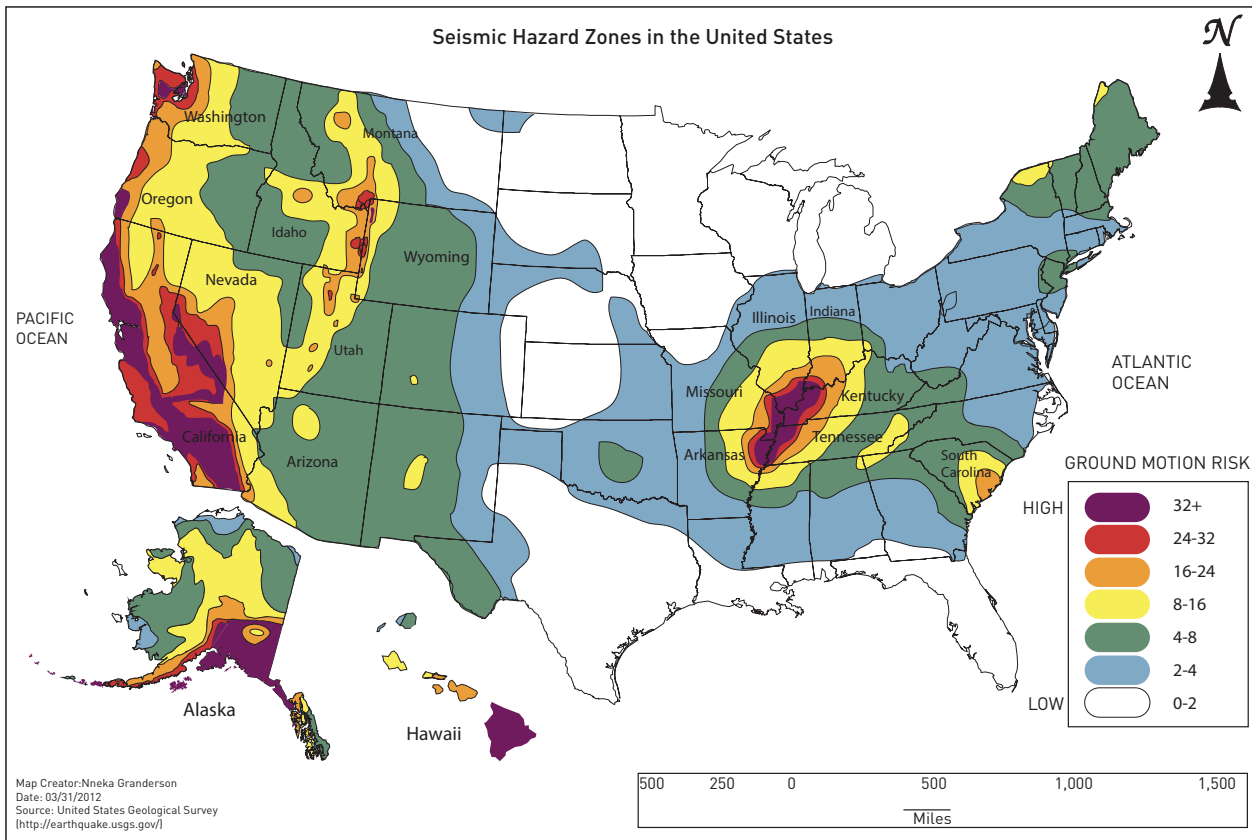 Seismic Hazard Zones in the United States
N
Washington
Montana
Oregon
Idaho
Wyoming
Nevada
Utah
Illinois
Indiana
PACIFIC
OCEAN
ATLANTIC
OCEAN
Missouri
Kentucky
California
Arizona
Arkansas
Tennessee
South
Carolina
GROUND MOTION RISK
HIGH
32+
24-32
16-24
8-16
4-8
2-4
LOW
0-2
Alaska
Hawaii
Map Creator:Nneka Granderson
Date: 03/31/2012
Source: United States Geological Survey
(http://earthquake.usgs.gov/)
500 250 0 500 1,000 1,500
Miles